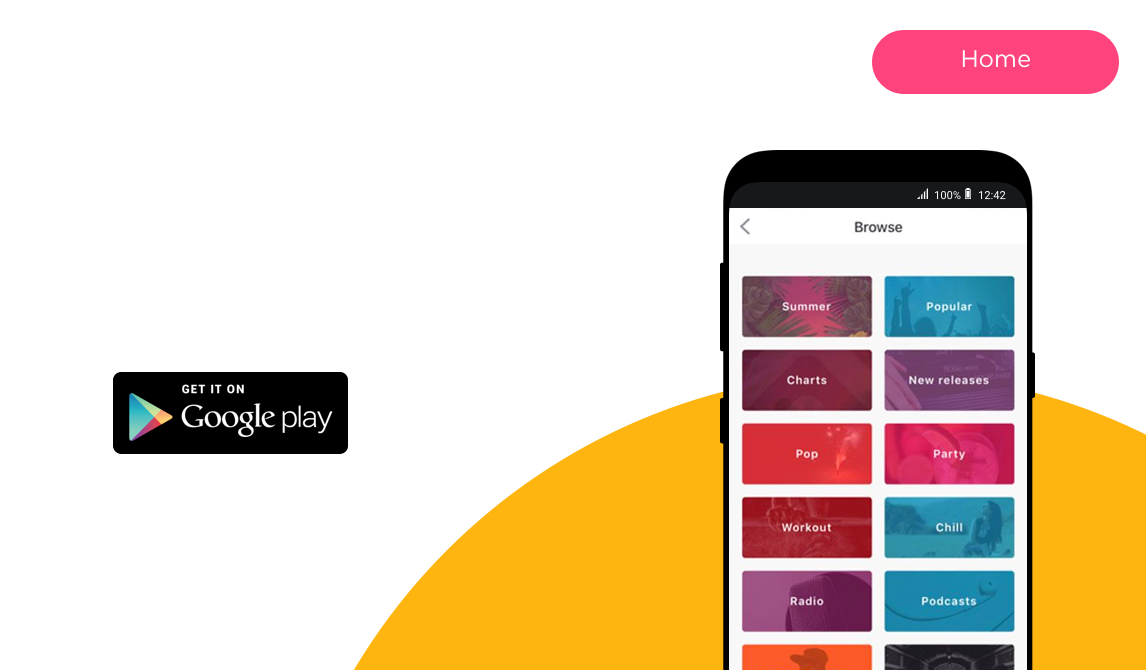 Home
100% 12:42
Browse
Summer
Popular
Charts
New releases
GET IT ON
Google play
Pop
Party
Workout
Chill
Radio
Podcasts